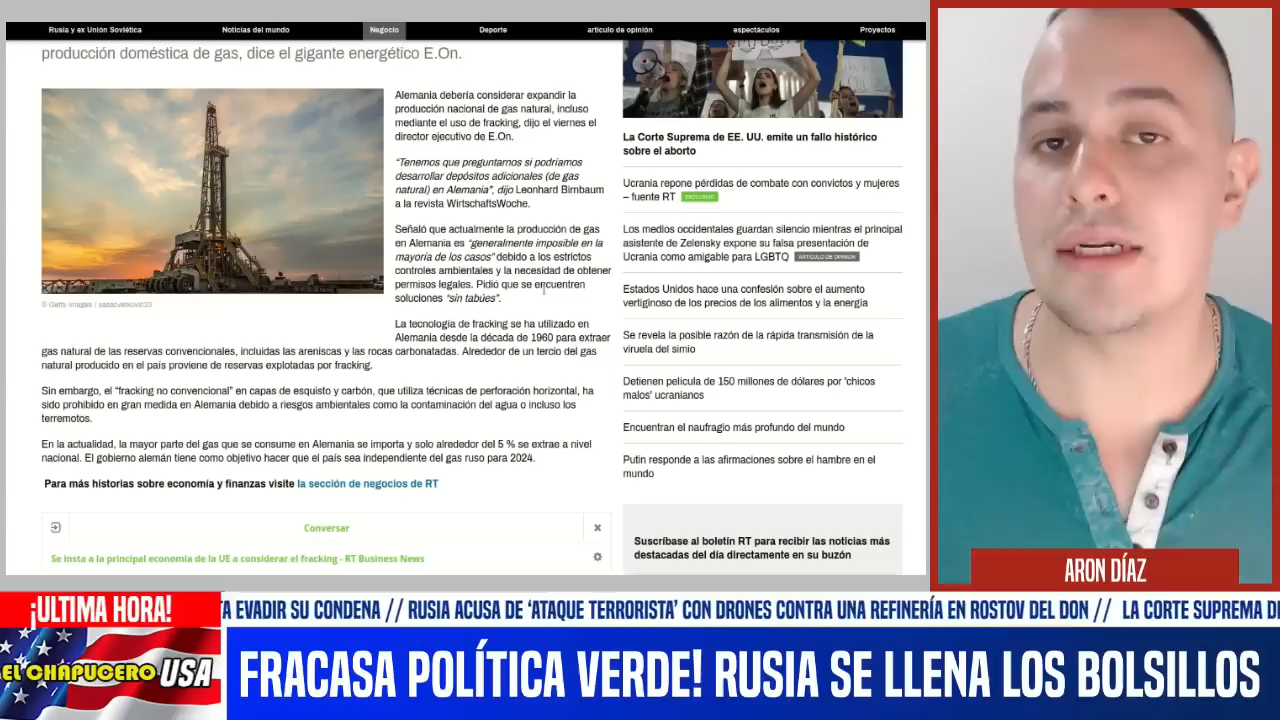 Rusia y ex Unión Soviética
Noticias del mundo
Negocio
Deporte
artículo de opinión
espectáculos
Proyectos
producción doméstica de gas, dice el gigante energético E.On.
Alemania debería considerar expandir la
producción nacional de gas natural, incluso
mediante el uso de fracking, dijo el viernes el
director ejecutivo de E.On.
“Tenemos que preguntarnos si podríamos
desarrollar depósitos adicionales (de gas
natural) en Alemania”, dijo Leonhard Birnbaum
a la revista WirtschaftsWoche.
Señaló que actualmente la producción de gas
en Alemania es “generalmente imposible en la
mayoría de los casos” debido a los estrictos
controles ambientales y la necesidad de obtener
permisos legales. Pidió que se encuentren
soluciones “sin tabúes”.
© Getty Images / sasacvetkovic33
La tecnología de fracking se ha utilizado en
Alemania desde la década de 1960 para extraer
gas natural de las reservas convencionales, incluidas las areniscas y las rocas carbonatadas. Alrededor de un tercio del gas
natural producido en el país proviene de reservas explotadas por fracking.
Sin embargo, el “fracking no convencional” en capas de esquisto y carbón, que utiliza técnicas de perforación horizontal, ha
sido prohibido en gran medida en Alemania debido a riesgos ambientales como la contaminación del agua o incluso los
terremotos.
En la actualidad, la mayor parte del gas que se consume en Alemania se importa y solo alrededor del 5 % se extrae a nivel
nacional. El gobierno alemán tiene como objetivo hacer que el país sea independiente del gas ruso para 2024.
Para más historias sobre economía y finanzas visite la sección de negocios de RT
Conversar
Se insta a la principal economía de la UE a considerar el fracking - RT Business News
La Corte Suprema de EE. UU. emite un fallo histórico
sobre el aborto
Ucrania repone pérdidas de combate con convictos y mujeres
– fuente RT EXCLUSIVO
Los medios occidentales guardan silencio mientras el principal
asistente de Zelensky expone su falsa presentación de
Ucrania como amigable para LGBTQ ARTÍCULO DE OPINIÓN
Estados Unidos hace una confesión sobre el aumento
vertiginoso de los precios de los alimentos y la energía
Se revela la posible razón de la rápida transmisión de la
viruela del simio
Detienen película de 150 millones de dólares por 'chicos
malos' ucranianos
Encuentran el naufragio más profundo del mundo
Putin responde a las afirmaciones sobre el hambre en el
mundo
Suscríbase al boletín RT para recibir las noticias más
destacadas del día directamente en su buzón
ARON DÍAZ
¡ULTIMA HORA!
TA EVADIR SU CONDENA // RUSIA ACUSA DE ‘ATAQUE TERRORISTA’ CON DRONES CONTRA UNA REFINERÍA EN ROSTOV DEL DON // LA CORTE SUPREMA D
EL CHAPUCERO USA
FRACASA POLÍTICA VERDE! RUSIA SE LLENA LOS BOLSILLOS